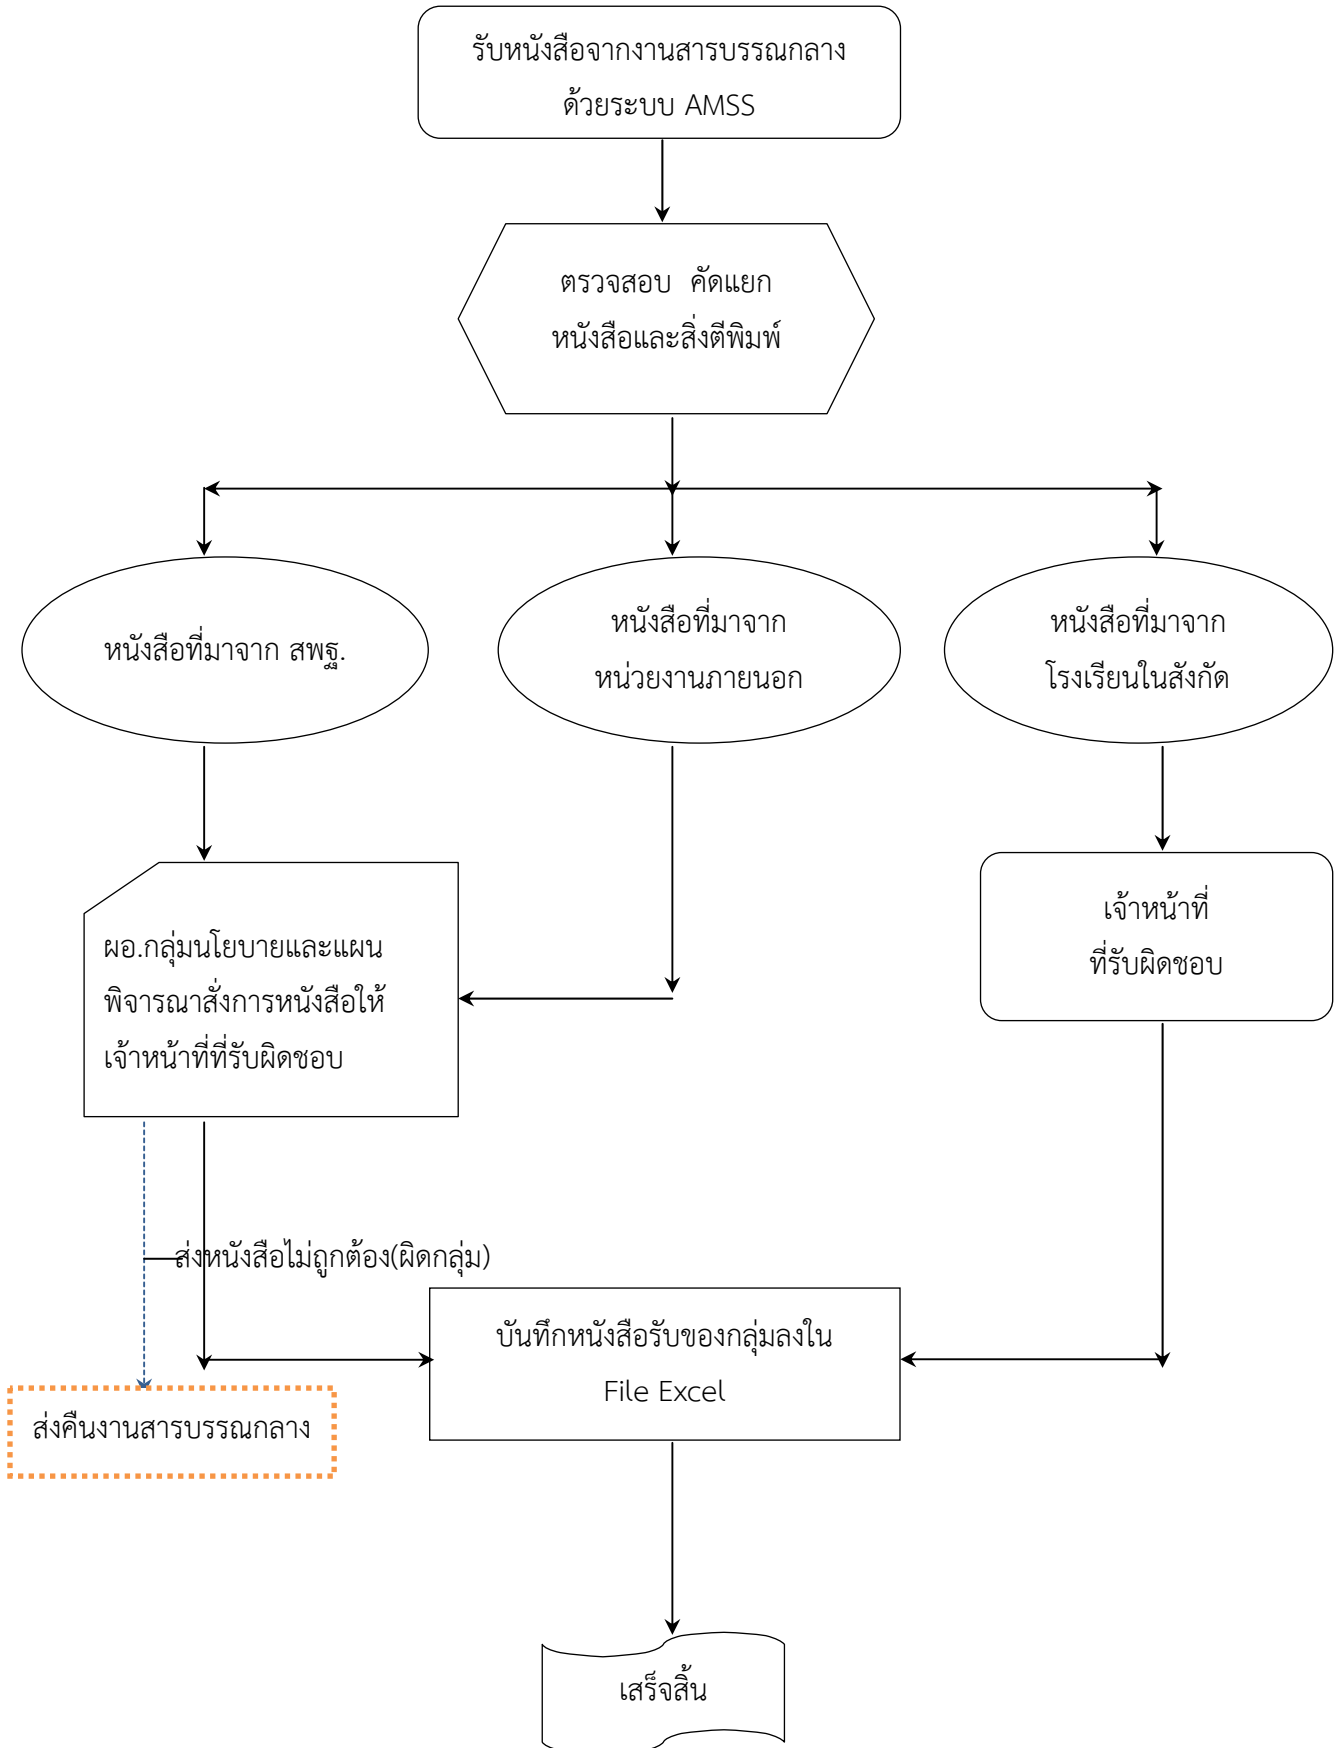 รับหนังสือจากงานสารบรรณกลาง
ด้วยระบบ AMSS
ตรวจสอบ คัดแยก
หนังสือและสิ่งตีพิมพ์
หนังสือที่มาจาก สพฐ.
หนังสือที่มาจาก
หน่วยงานภายนอก
หนังสือที่มาจาก
โรงเรียนในสังกัด
ผอ.กลุ่มนโยบายและแผน
พิจารณาสั่งการหนังสือให้
เจ้าหน้าที่ที่รับผิดชอบ
เจ้าหน้าที่
ที่รับผิดชอบ
ส่งหนังสือไม่ถูกต้อง(ผิดกลุ่ม)
บันทึกหนังสือรับของกลุ่มลงใน
File Excel
ส่งคืนงานสารบรรณกลาง
เสร็จสิ้น